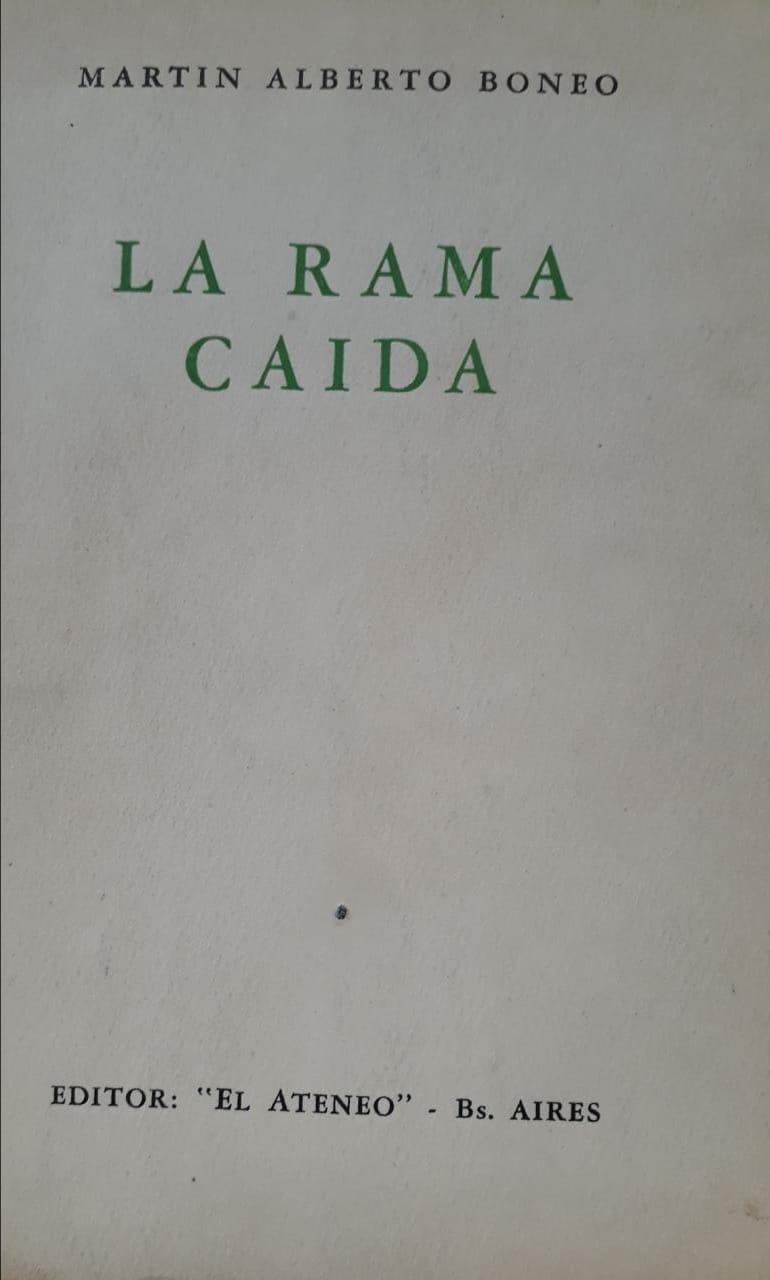 MARTIN ALBERTO BONEO
LA RAMA
CAIDA
EDITOR: "EL ATENEO" - Bs. AIRES